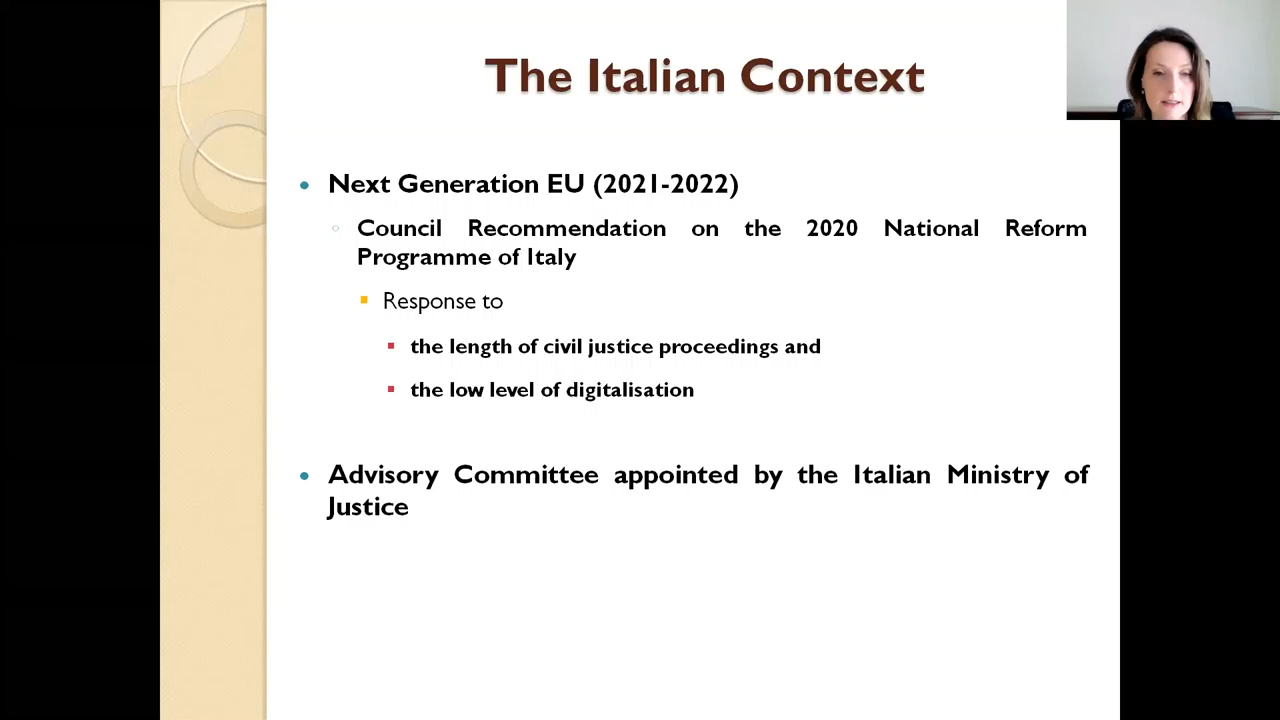 The Italian Context
Next Generation EU (2021-2022)
Council Recommendation on the 2020 National Reform
Programme of Italy
Response to
the length of civil justice proceedings and
the low level of digitalisation
Advisory Committee appointed by the Italian Ministry of
Justice